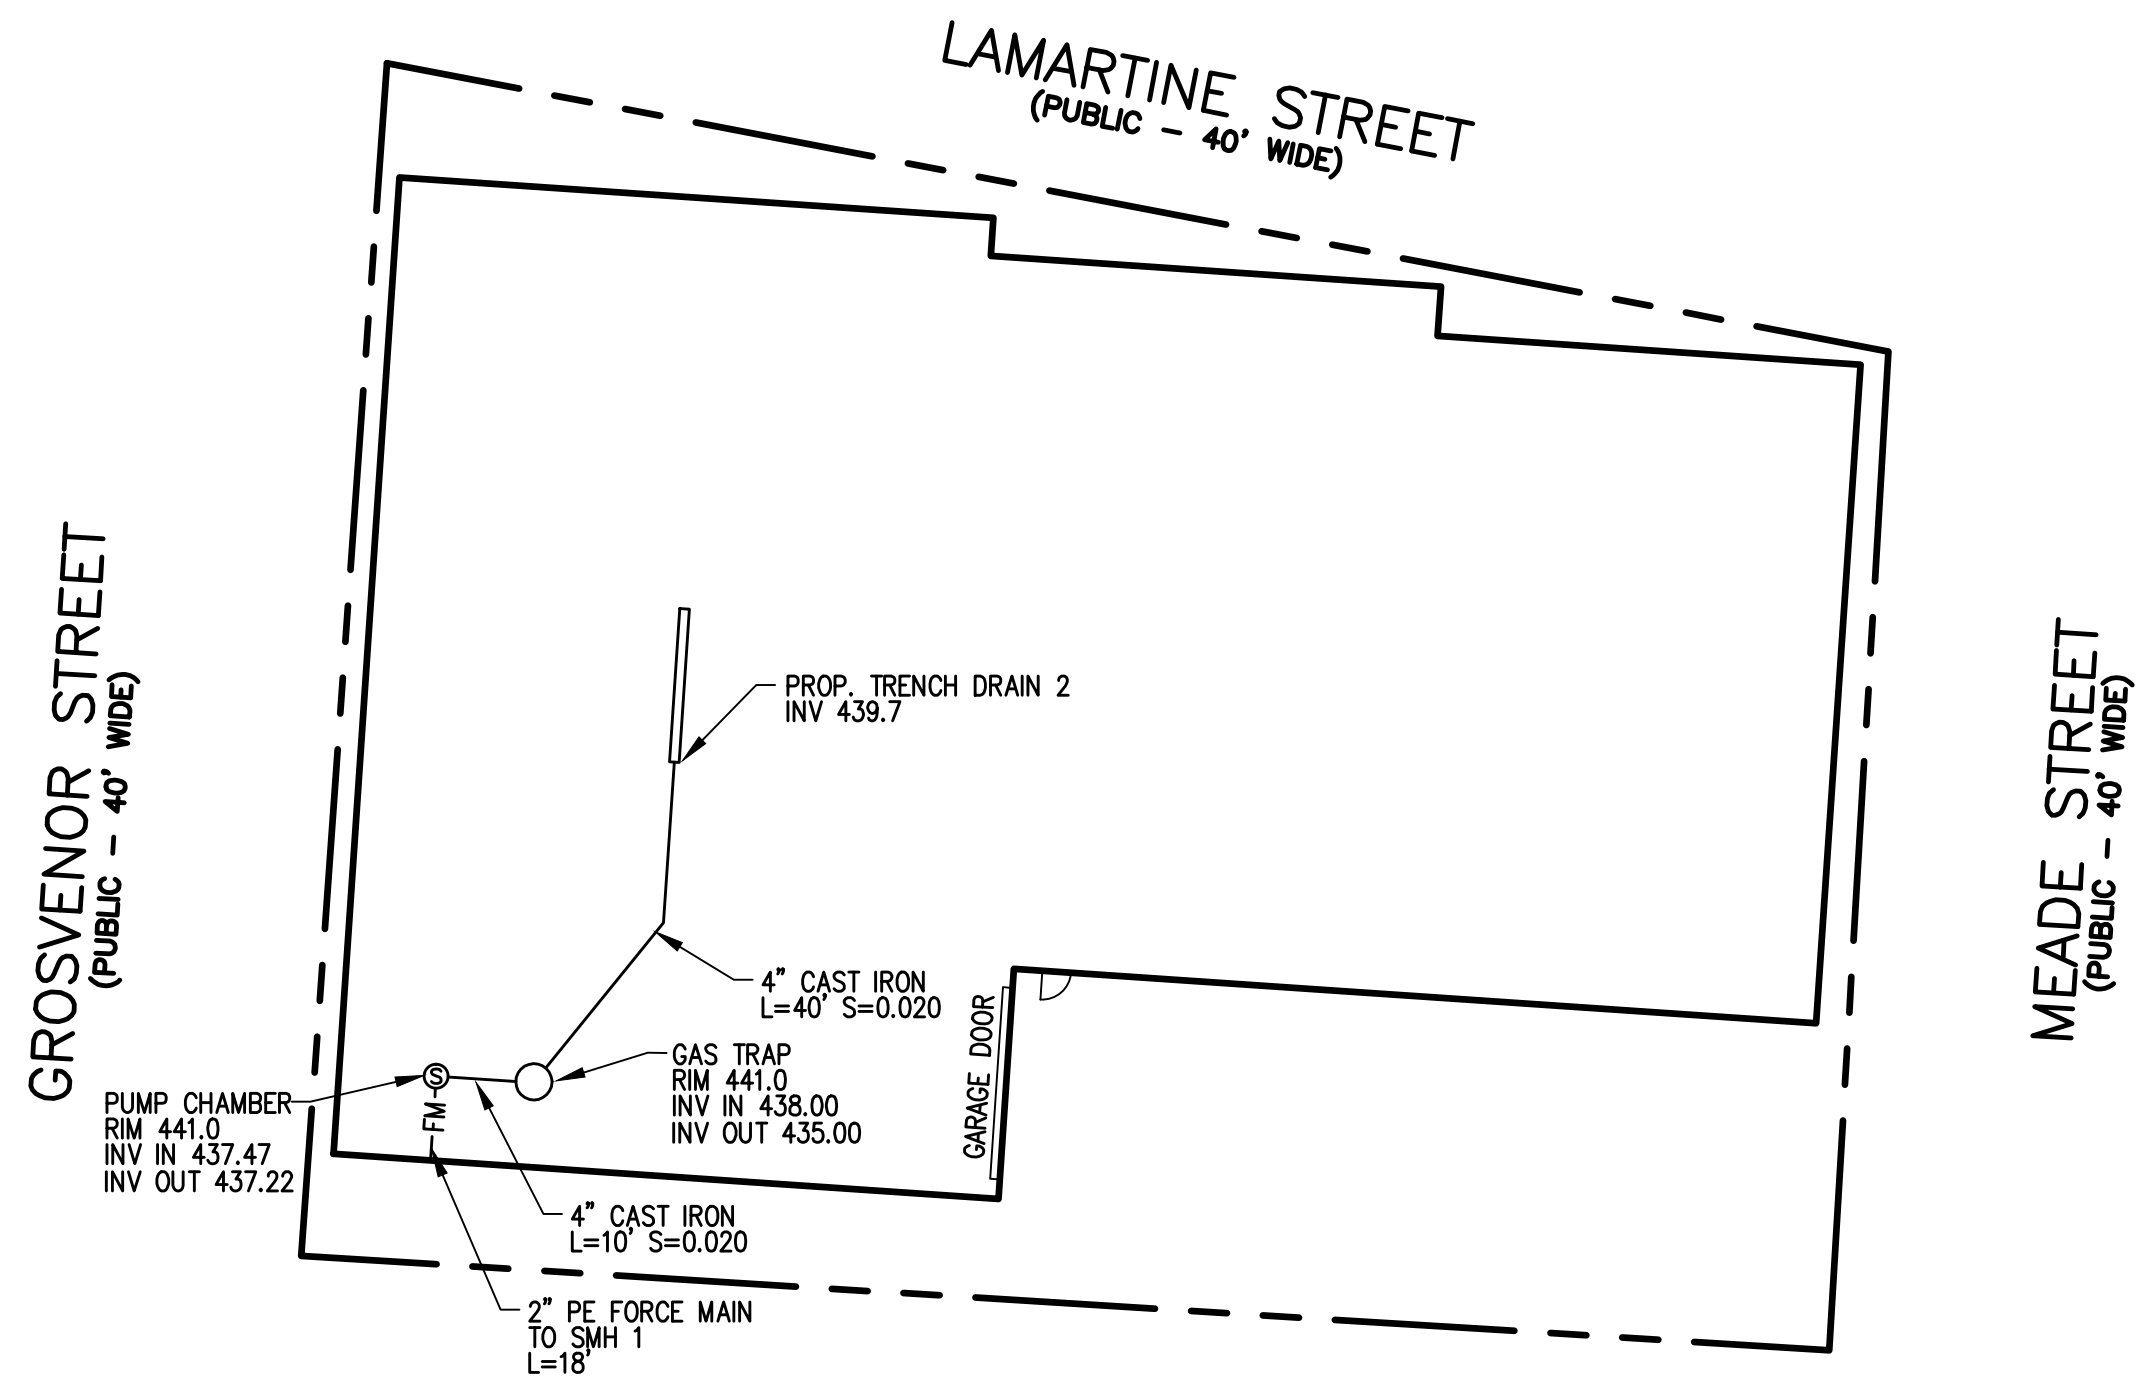 LAMARTINE STREET
(PUBLIC - 40' WIDE)
GROSVENOR STREET
(PUBLIC - 40' WIDE)
MEADE STREET
(PUBLIC - 40' WIDE)
PROP. TRENCH DRAIN 2
INV 439.7
4" CAST IRON
L=40' S=0.020
GARAGE DOOR
GAS TRAP
RIM 441.0
INV IN 438.00
INV OUT 435.00
S
FM
PUMP CHAMBER
RIM 441.0
INV IN 437.47
INV OUT 437.22
4" CAST IRON
L=10' S=0.020
2" PE FORCE MAIN
TO SMH 1
L=18'